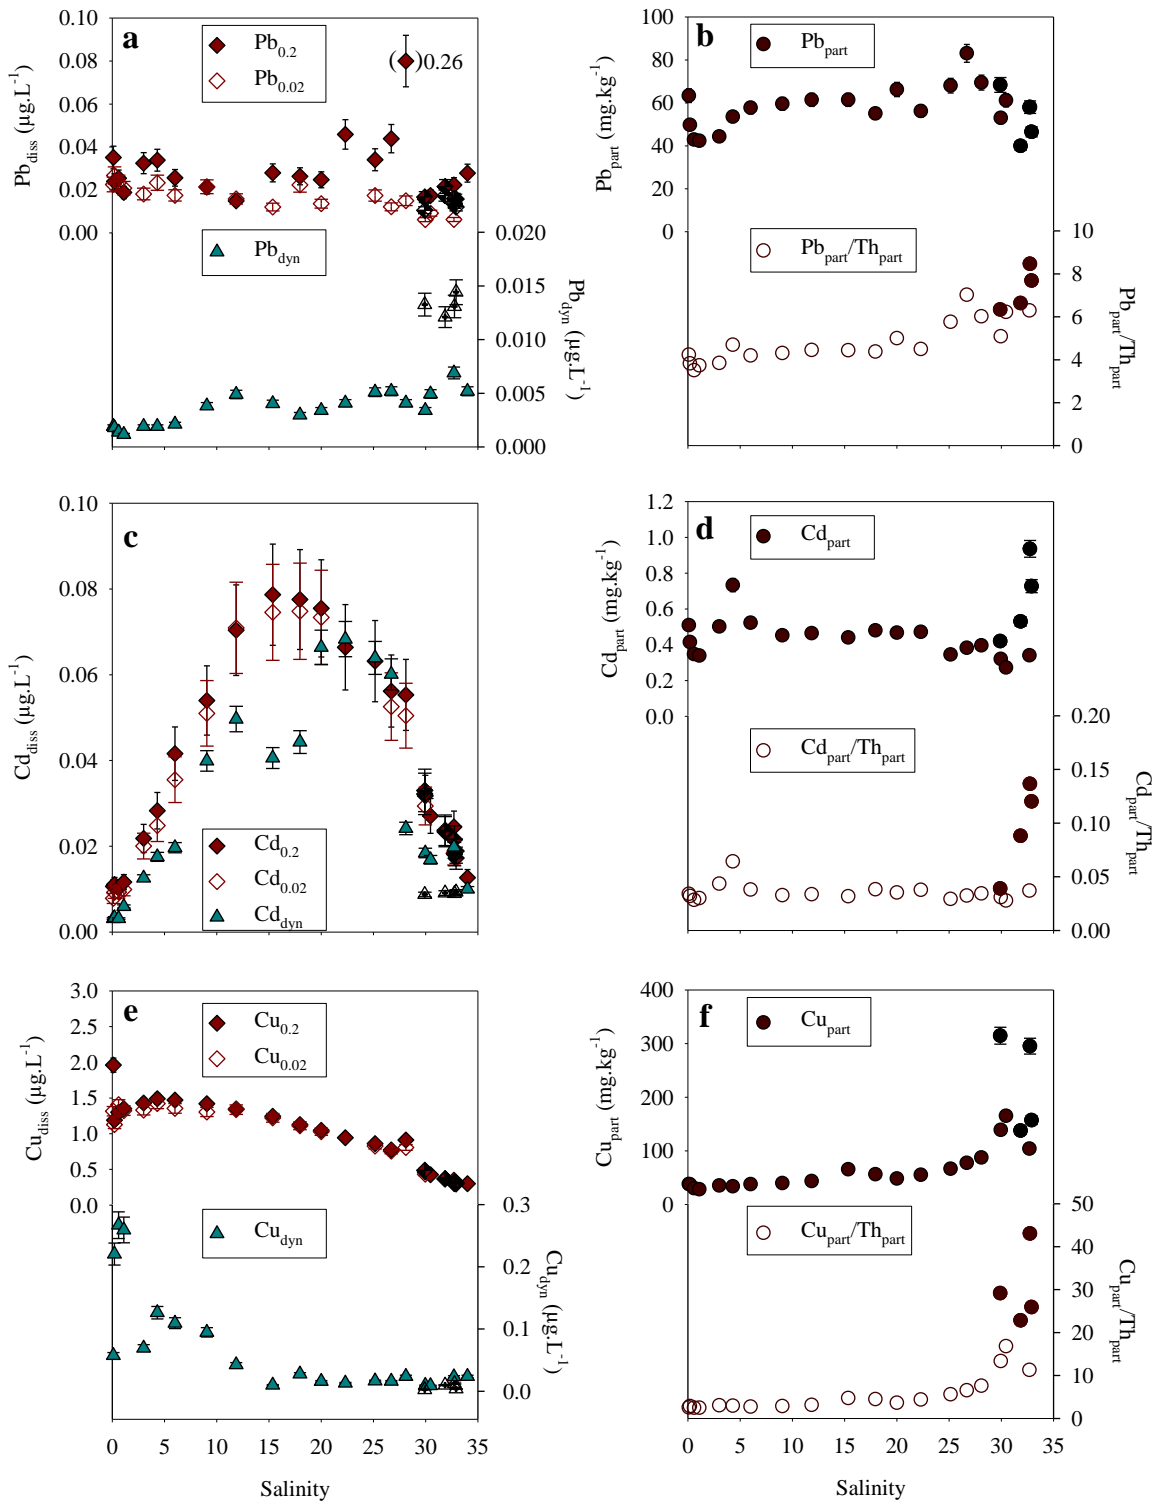 a
Pb0.2
Pb0.02
( )0.26
Pbdyn
Pbdiss (µg.L-1)
0.10
0.08
0.06
0.04
0.02
0.00
0.020
0.015
0.010
0.005
0.000
Pbdyn (µg.L-1)
b
Pbpart
Pbpart/Thpart
Pbpart (mg.kg-1)
100
80
60
40
20
0
10
8
6
4
2
0
Pbpart/Thpart
c
Cd0.2
Cd0.02
Cddyn
Cddiss (µg.L-1)
0.10
0.08
0.06
0.04
0.02
0.00
d
Cdpart
Cdpart/Thpart
Cdpart (mg.kg-1)
1.2
1.0
0.8
0.6
0.4
0.2
0.0
0.20
0.15
0.10
0.05
0.00
Cdpart/Thpart
e
Cu0.2
Cu0.02
Cudyn
Cudiss (µg.L-1)
3.0
2.5
2.0
1.5
1.0
0.5
0.0
0.3
0.2
0.1
0.0
Cudyn (µg.L-1)
0 5 10 15 20 25 30 35
Salinity
f
Cupart
Cupart/Thpart
Cupart (mg.kg-1)
400
300
200
100
0
50
40
30
20
10
0
Cupart/Thpart
0 5 10 15 20 25 30 35
Salinity